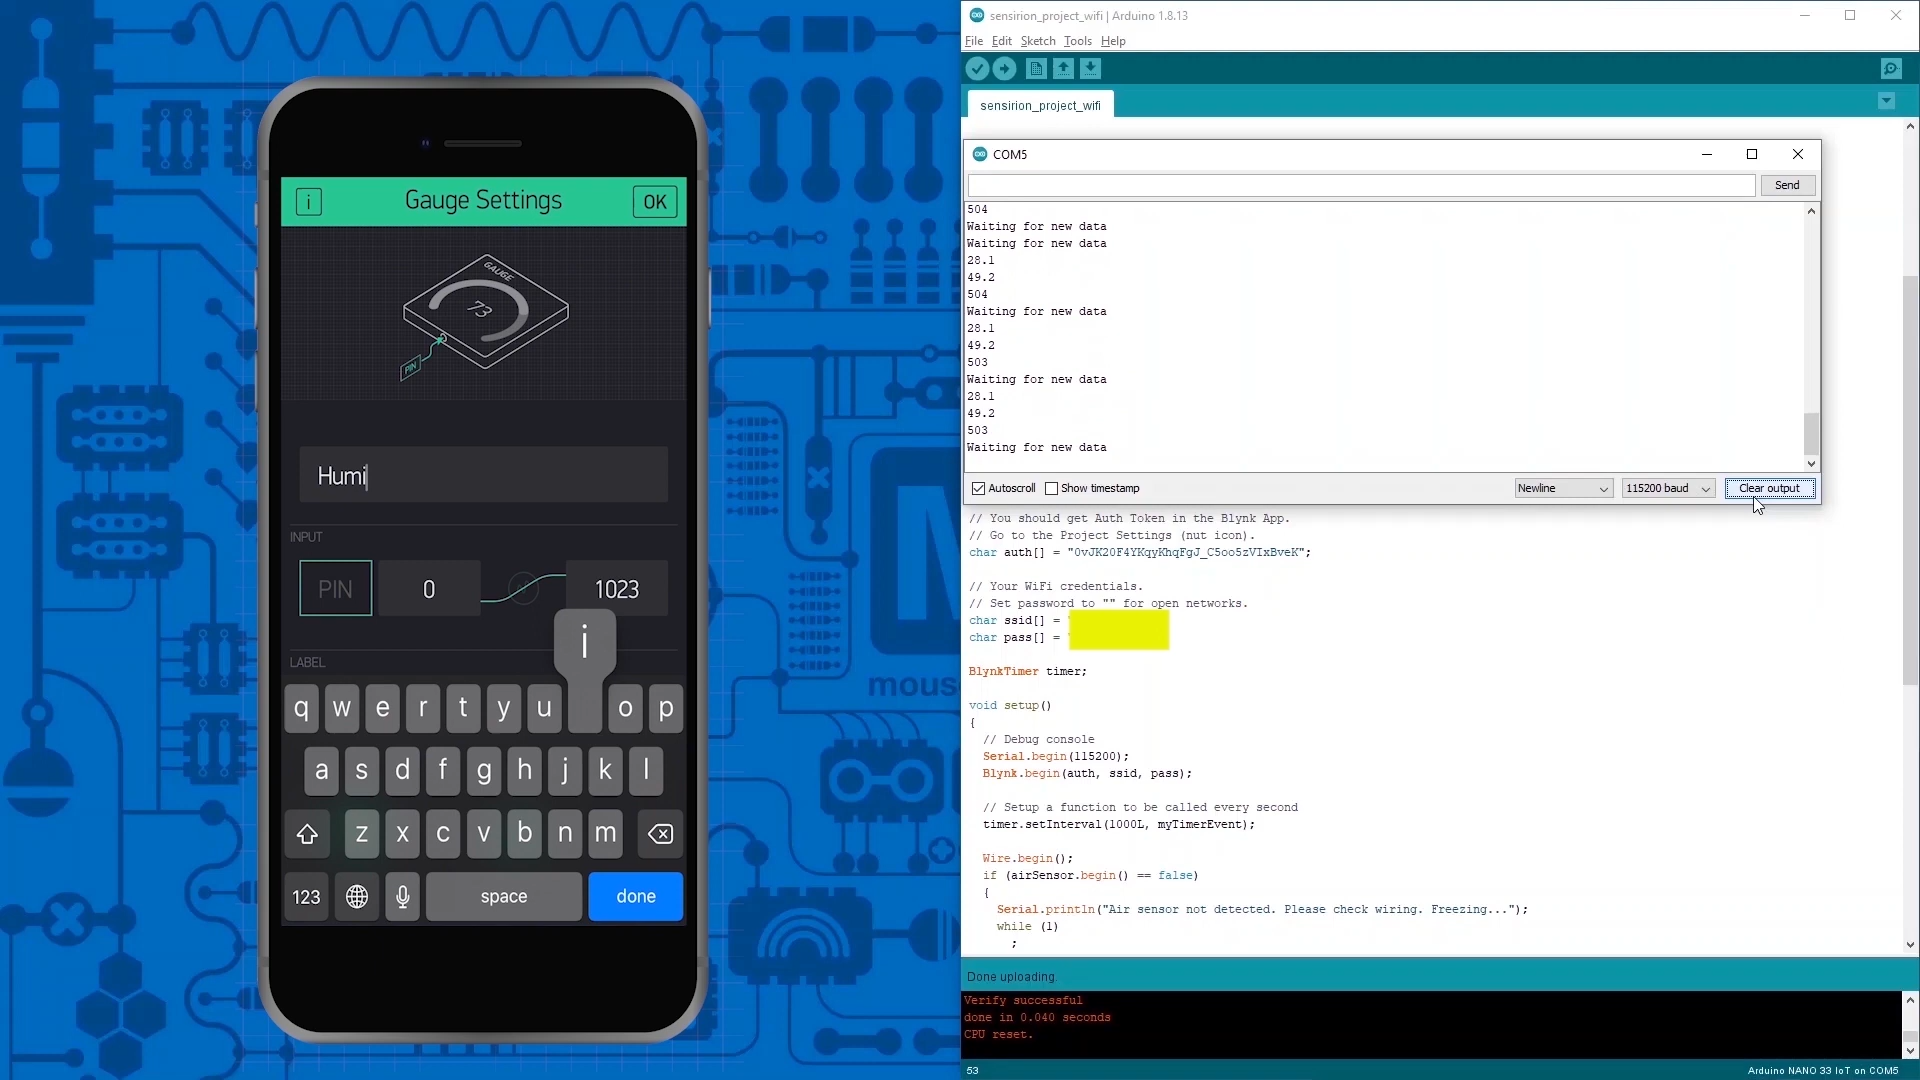 Gauge Settings
i
OK
GAUGE
73
PIN
Humi
INPUT
PIN
0
1023
LABEL
i
q w e r t y u o p
a s d f g h j k l
z x c v b n m
123
space
done
mous
sensirion_project_wifi | Arduino 1.8.13
File Edit Sketch Tools Help
sensirion_project_wifi
COM5
Send
504
Waiting for new data
Waiting for new data
28.1
49.2
504
Waiting for new data
28.1
49.2
503
Waiting for new data
28.1
49.2
503
Waiting for new data
Autoscroll
Show timestamp
Newline
115200 baud
Clear output
// You should get Auth Token in the Blynk App.
// Go to the Project Settings (nut icon).
char auth[] = "0vJK20F4YKqyKhqFgJ_C5oo5zVIxBveK";
// Your WiFi credentials.
// Set password to "" for open networks.
char ssid[] = "
char pass[] = "
BlynkTimer timer;
void setup()
{
// Debug console
Serial.begin(115200);
Blynk.begin(auth, ssid, pass);
// Setup a function to be called every second
timer.setInterval(1000L, myTimerEvent);
Wire.begin();
if (airSensor.begin() == false)
{
Serial.println("Air sensor not detected. Please check wiring. Freezing...");
while (1)
;
Done uploading.
Verify successful
done in 0.040 seconds
CPU reset.
53
Arduino NANO 33 IoT on COM5